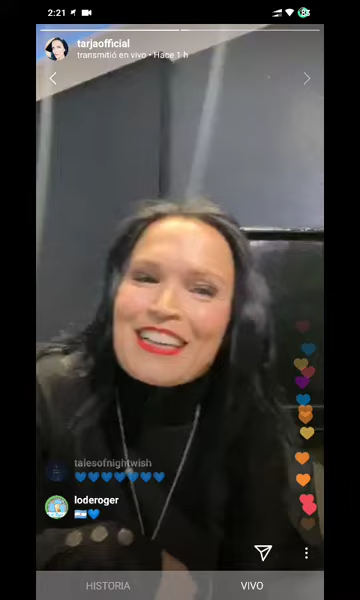 2:21
tarjaofficial
transmitió en vivo • Hace 1 h
talesofnightwish
💙💙💙💙💙💙💙
loderoger
🇦🇷💙
HISTORIA
VIVO